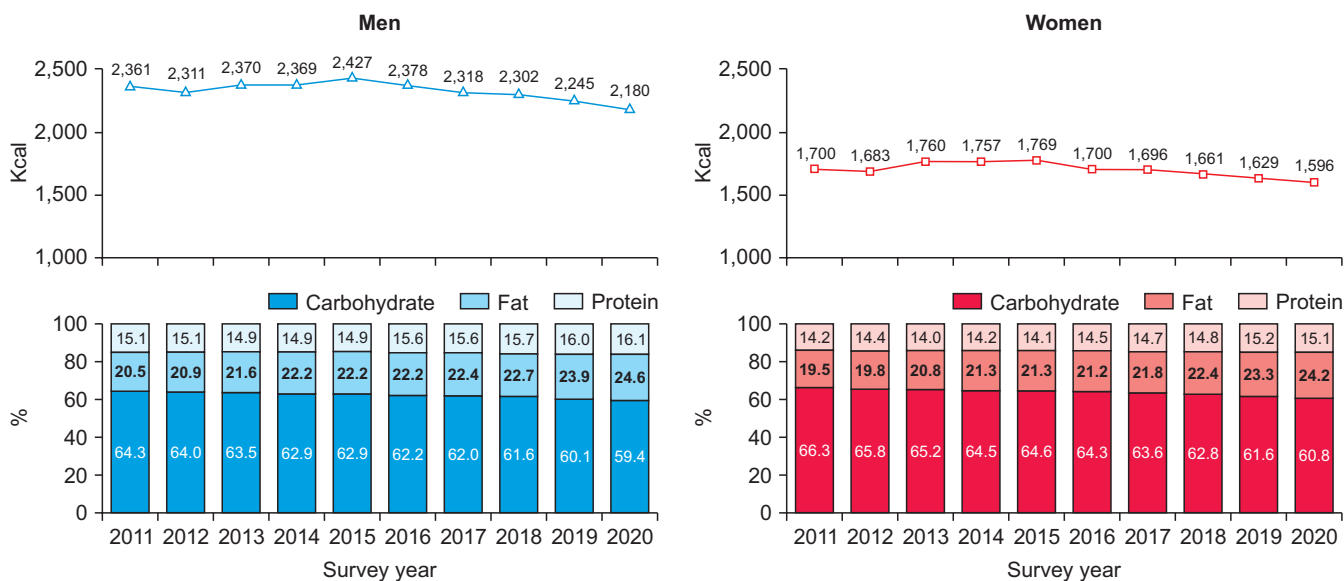 Men
2,500
2,000
1,500
1,000
Kcal
2,361 2,311 2,370 2,369 2,427 2,378 2,318 2,302 2,245 2,180
Carbohydrate Fat Protein
100
80
60
40
20
0
%
15.1 15.1 14.9 14.9 14.9 15.6 15.6 15.7 16.0 16.1
20.5 20.9 21.6 22.2 22.2 22.2 22.4 22.7 23.9 24.6
64.3 64.0 63.5 62.9 62.9 62.2 62.0 61.6 60.1 59.4
2011 2012 2013 2014 2015 2016 2017 2018 2019 2020
Survey year
Women
2,500
2,000
1,500
1,000
Kcal
1,700 1,683 1,760 1,757 1,769 1,700 1,696 1,661 1,629 1,596
Carbohydrate Fat Protein
100
80
60
40
20
0
%
14.2 14.4 14.0 14.2 14.1 14.5 14.7 14.8 15.2 15.1
19.5 19.8 20.8 21.3 21.3 21.2 21.8 22.4 23.3 24.2
66.3 65.8 65.2 64.5 64.6 64.3 63.6 62.8 61.6 60.8
2011 2012 2013 2014 2015 2016 2017 2018 2019 2020
Survey year